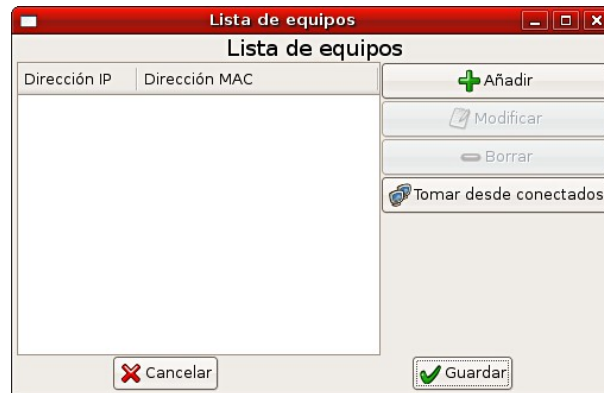 Lista de equipos
Lista de equipos
Dirección IP Dirección MAC
Añadir
Modificar
Borrar
Tomar desde conectados
Cancelar Guardar